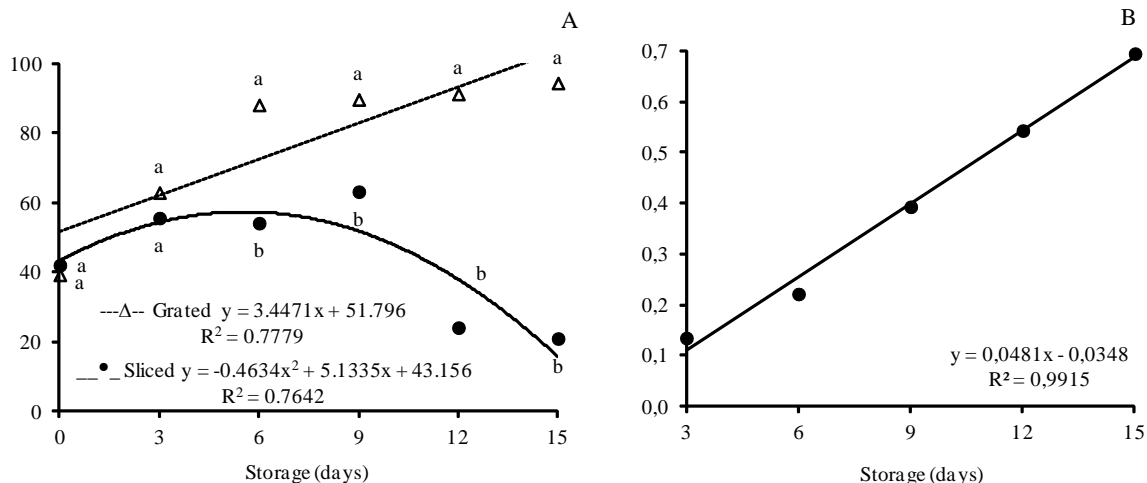 A
100
80
60
40
20
0
a
a
a
a
a
a
a
a
b
b
b
b
---Δ-- Grated y = 3.4471x + 51.796
R² = 0.7779
__●_ Sliced y = -0.4634x² + 5.1335x + 43.156
R² = 0.7642
0 3 6 9 12 15
Storage (days)
B
0,7
0,6
0,5
0,4
0,3
0,2
0,1
0,0
y = 0,0481x - 0,0348
R² = 0,9915
3 6 9 12 15
Storage (days)